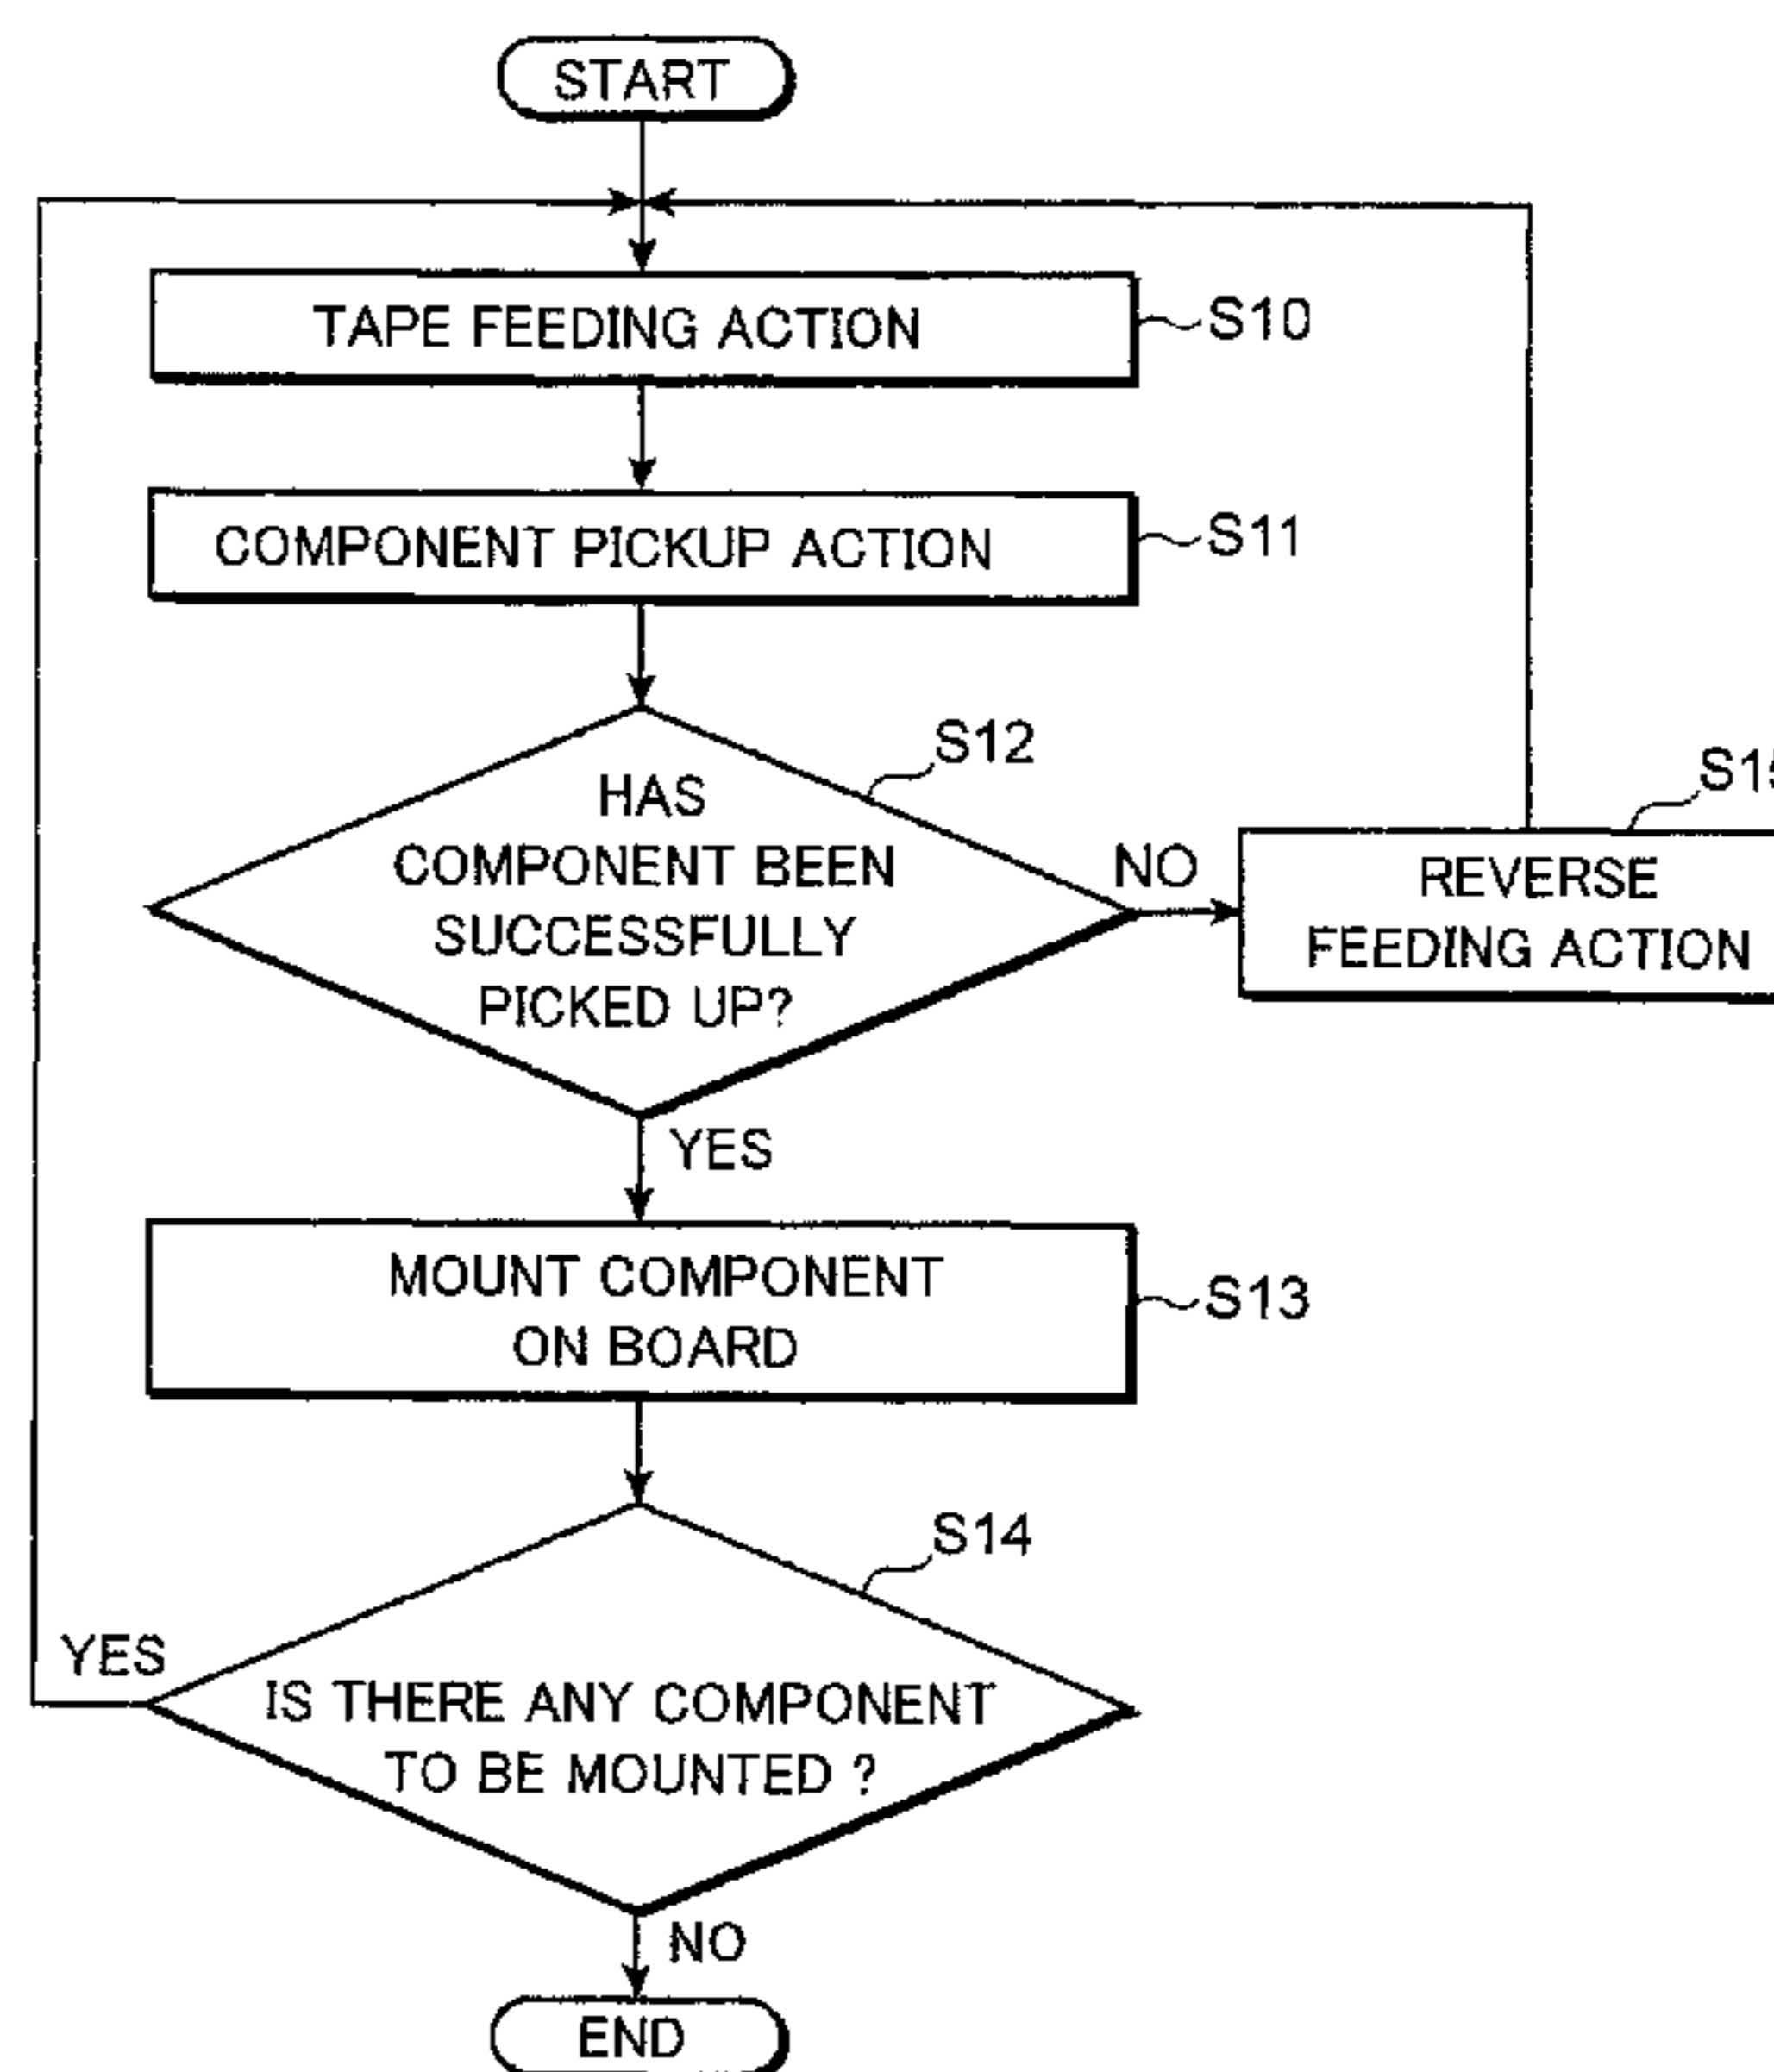 START
TAPE FEEDING ACTION
S10
COMPONENT PICKUP ACTION
S11
S12
HAS
COMPONENT BEEN
SUCCESSFULLY
PICKED UP?
NO
REVERSE
FEEDING ACTION
YES
MOUNT COMPONENT
ON BOARD
S13
S14
YES
IS THERE ANY COMPONENT
TO BE MOUNTED ?
NO
END